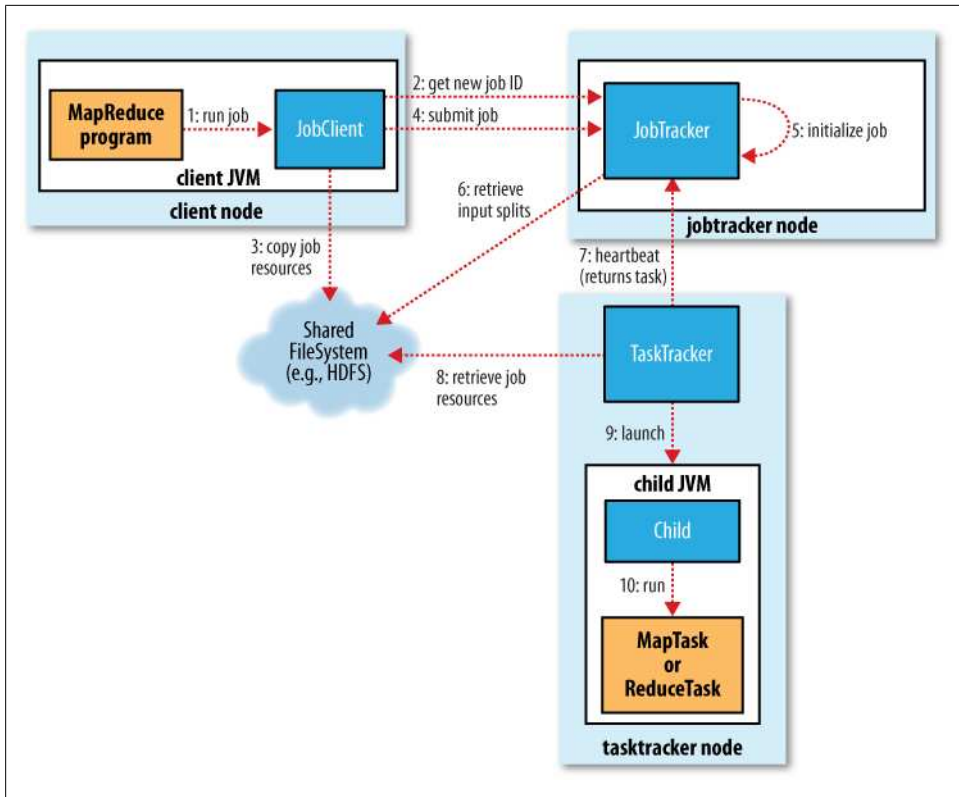 MapReduce
program
1: run job
JobClient
client JVM
client node
2: get new job ID
4: submit job
JobTracker
5: initialize job
jobtracker node
3: copy job
resources
6: retrieve
input splits
7: heartbeat
(returns task)
Shared
FileSystem
(e.g., HDFS)
8: retrieve job
resources
TaskTracker
9: launch
child JVM
Child
10: run
MapTask
or
ReduceTask
tasktracker node